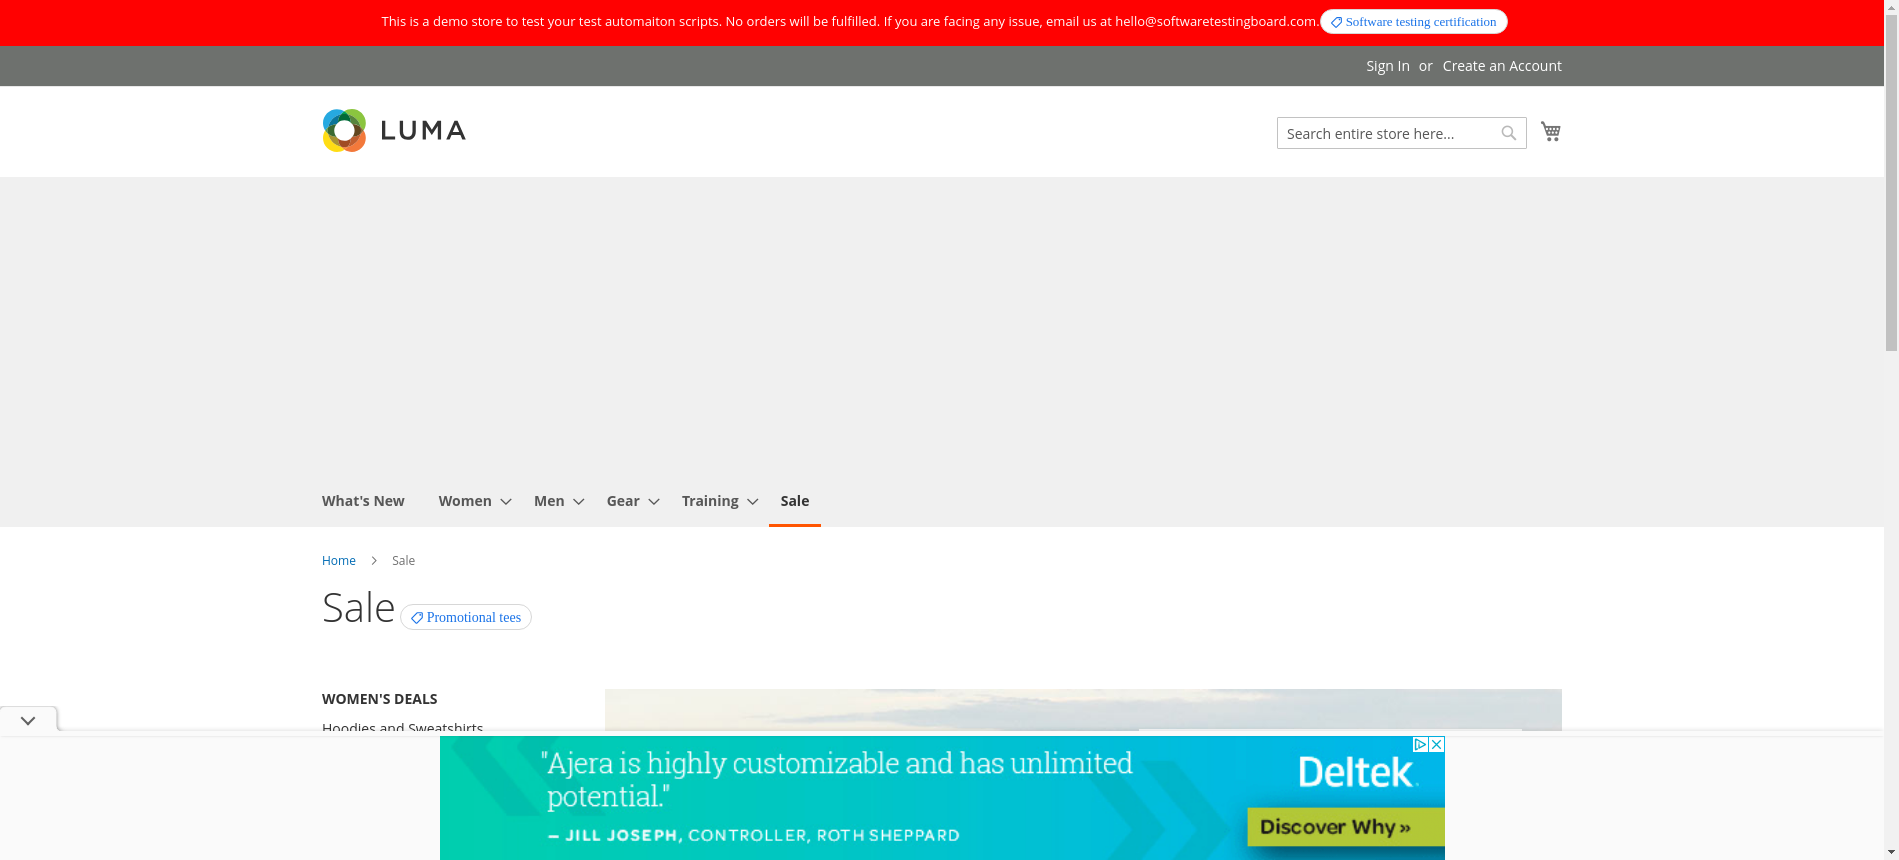 This is a demo store to test your test automaiton scripts. No orders will be fulfilled. If you are facing any issue, email us at hello@softwaretestingboard.com. Software testing certification
Sign In or Create an Account
LUMA
Search entire store here...
What's New Women Men Gear Training Sale
Home Sale
Sale Promotional tees
WOMEN'S DEALS
Hoodies and Sweatshirts
"Ajera is highly customizable and has unlimited
potential."
– JILL JOSEPH, CONTROLLER, ROTH SHEPPARD
Deltek
Discover Why »